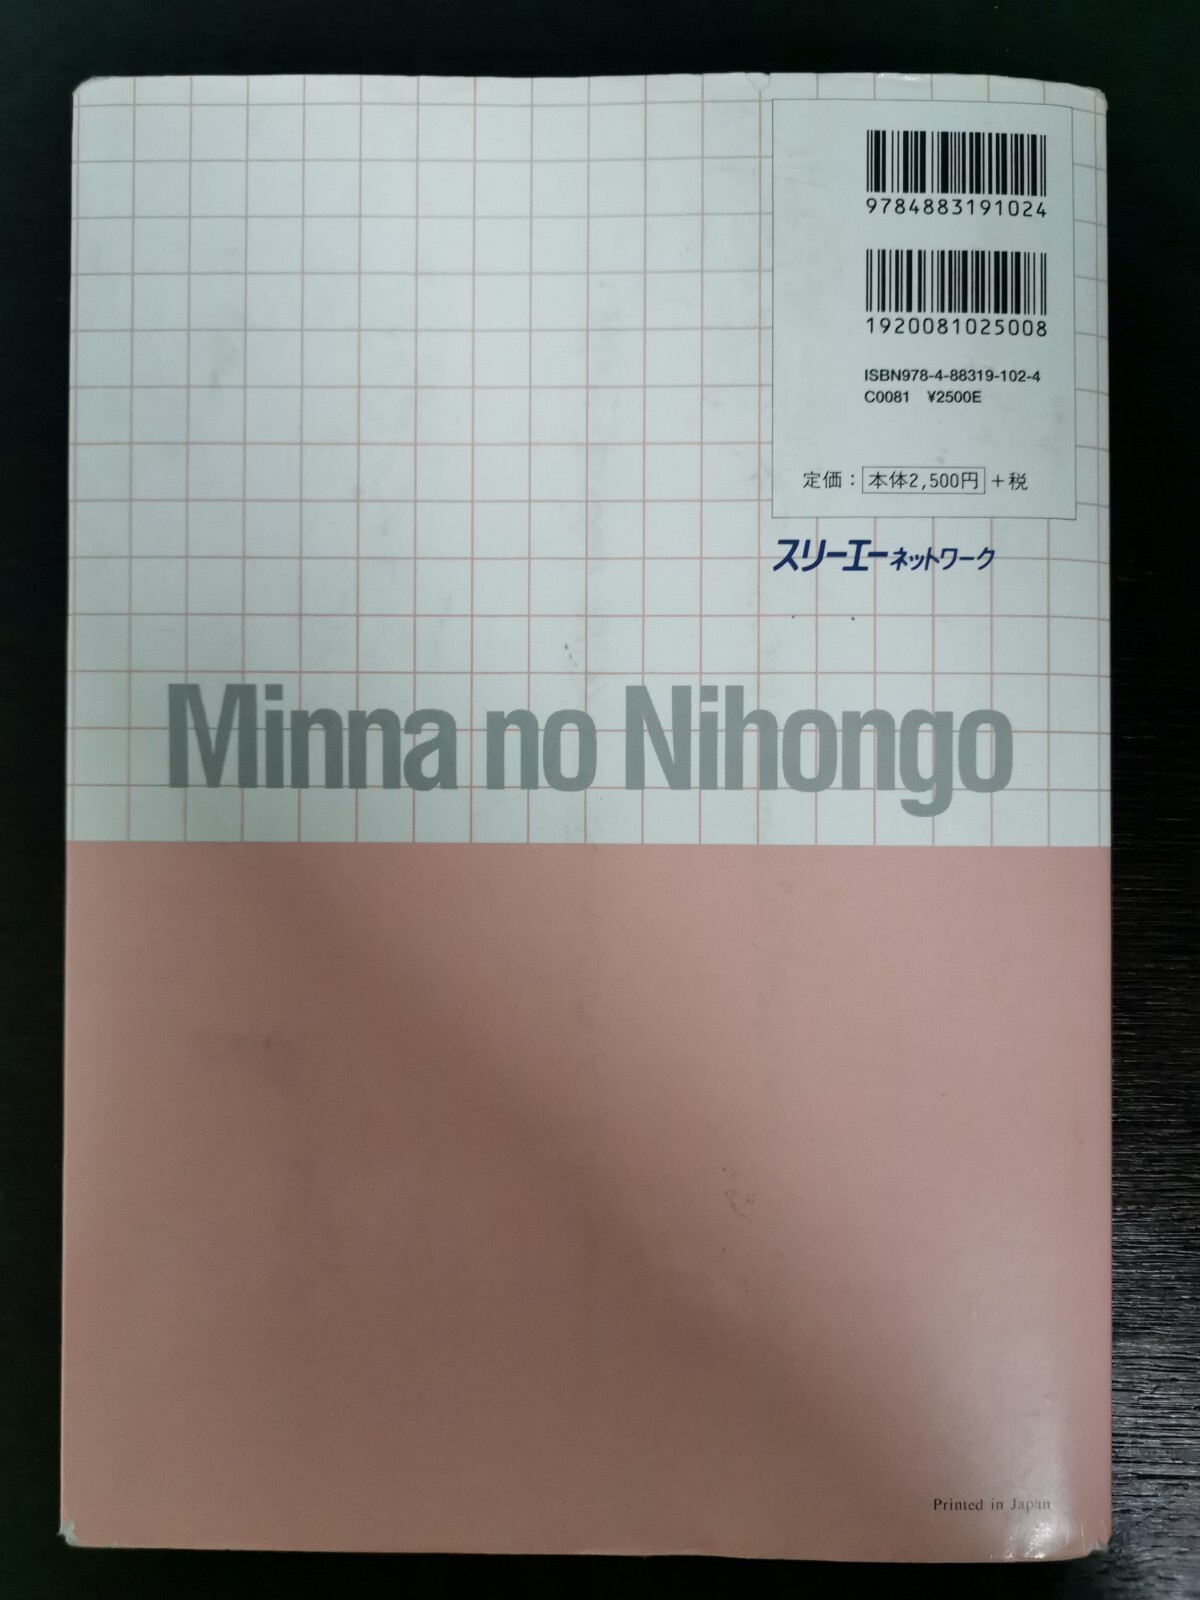 9784883191024
1920081025008
ISBN978-4-88319-102-4
C0081 ¥2500E
定価：本体2,500円+税
スリーエーネットワーク
Minna no Nihongo
Printed in Japan